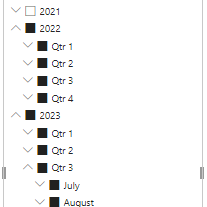 2021
2022
Qtr 1
Qtr 2
Qtr 3
Qtr 4
2023
Qtr 1
Qtr 2
Qtr 3
July
August